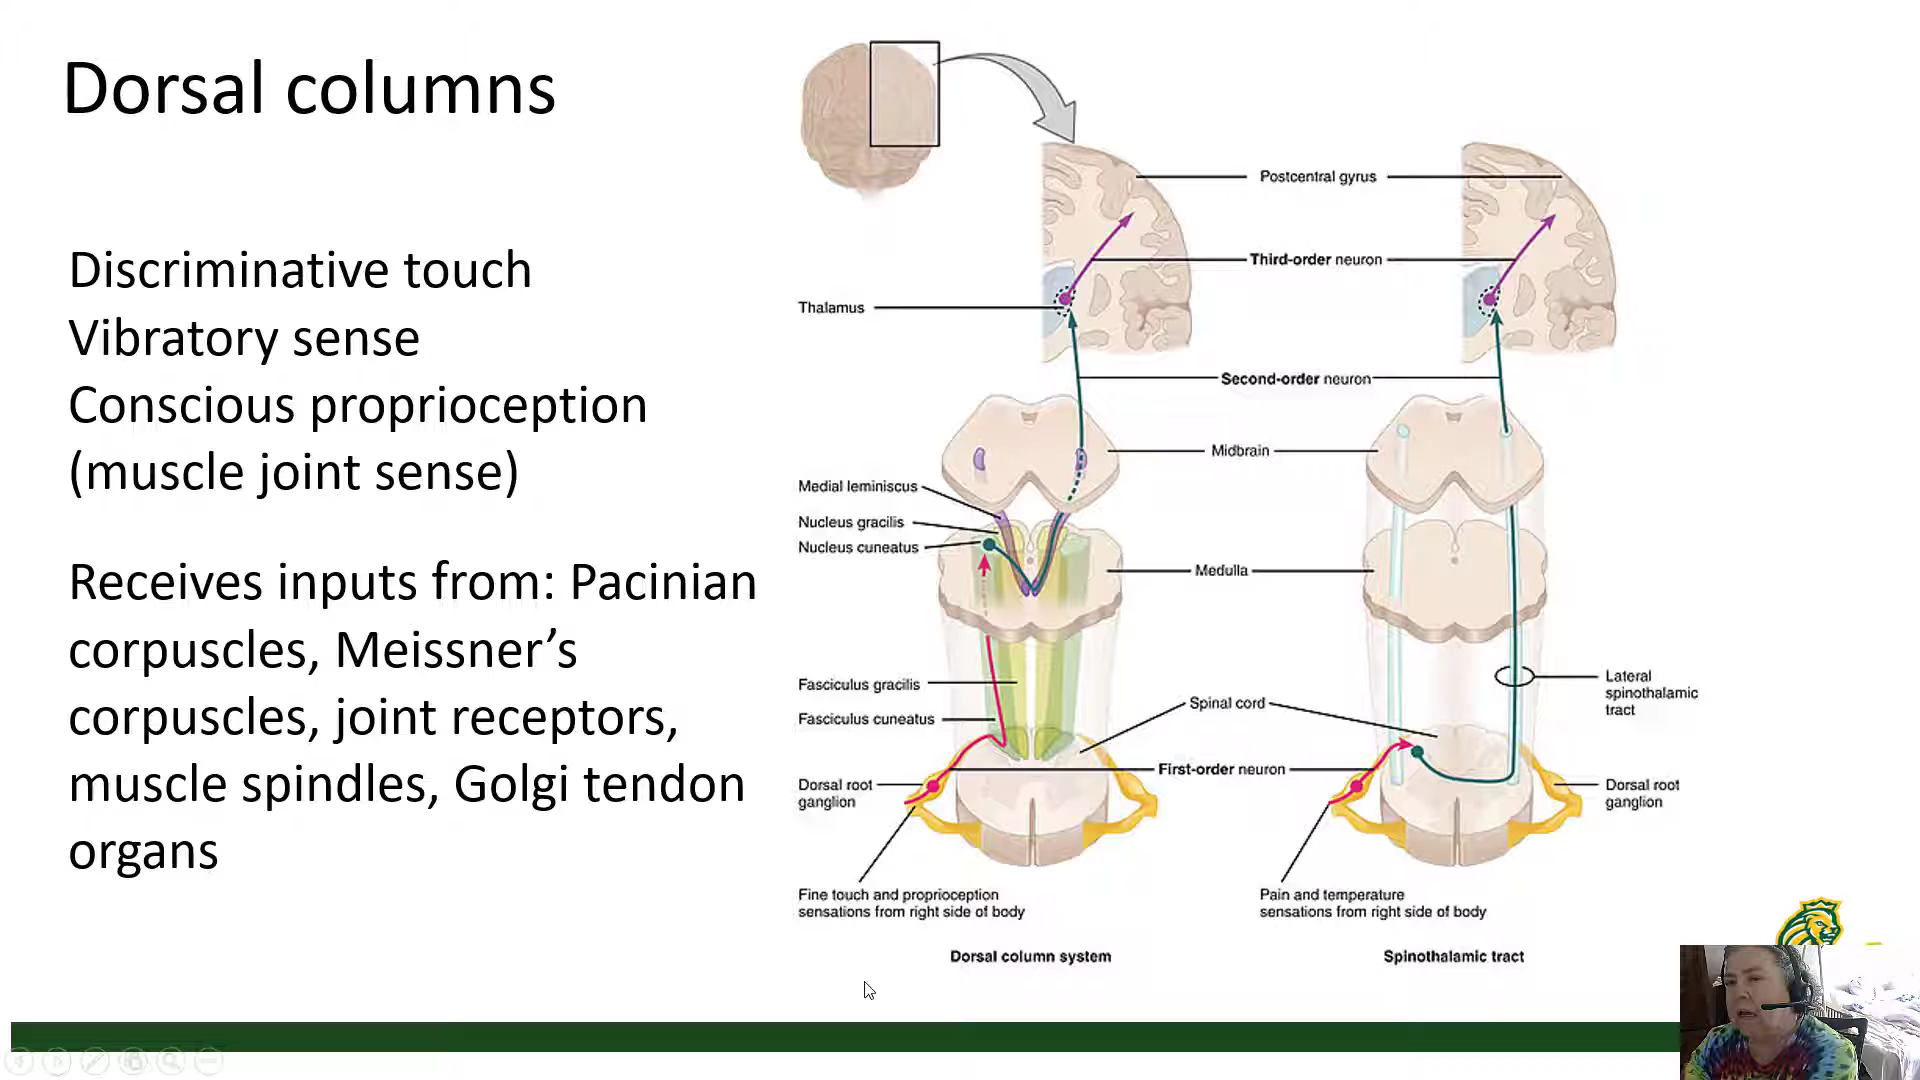 Dorsal columns
Discriminative touch
Vibratory sense
Conscious proprioception
(muscle joint sense)
Receives inputs from: Pacinian
corpuscles, Meissner’s
corpuscles, joint receptors,
muscle spindles, Golgi tendon
organs
Postcentral gyrus
Third-order neuron
Thalamus
Second-order neuron
Midbrain
Medial leminiscus
Nucleus gracilis
Nucleus cuneatus
Medulla
Fasciculus gracilis
Fasciculus cuneatus
Spinal cord
Lateral
spinothalamic
tract
First-order neuron
Dorsal root
ganglion
Dorsal root
ganglion
Fine touch and proprioception
sensations from right side of body
Pain and temperature
sensations from right side of body
Dorsal column system
Spinothalamic tract